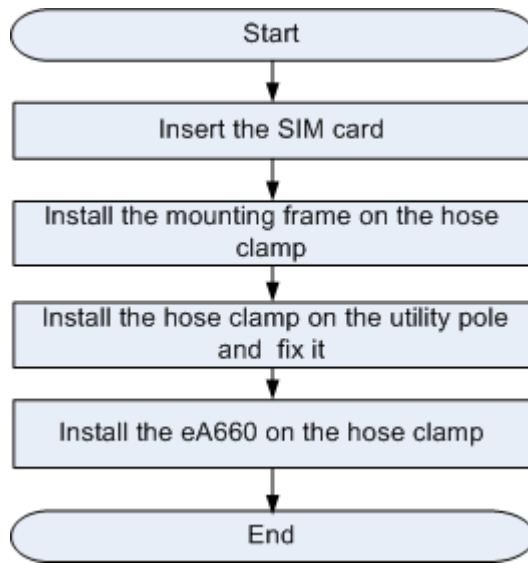 Start
Insert the SIM card
Install the mounting frame on the hose
clamp
Install the hose clamp on the utility pole
and fix it
Install the eA660 on the hose clamp
End